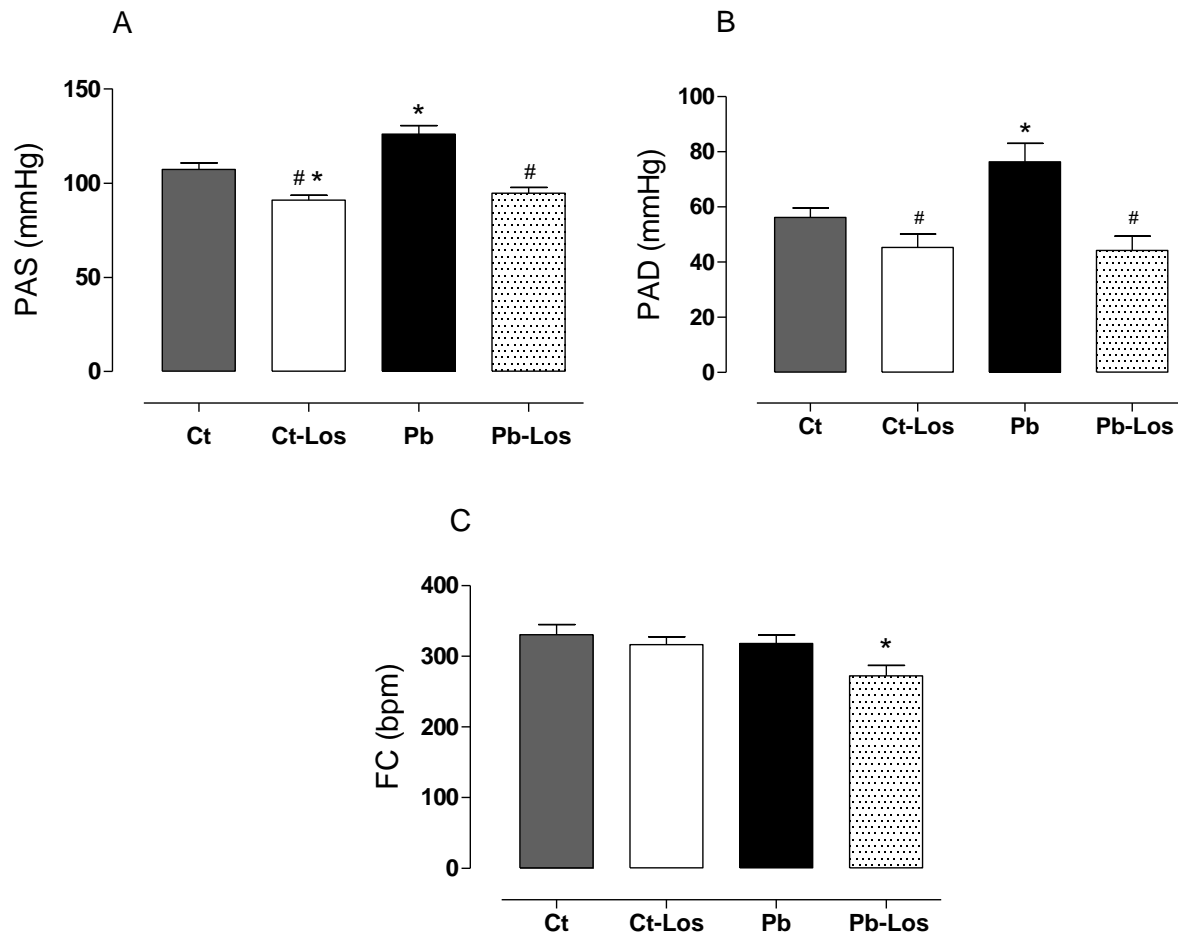 A
PAS (mmHg)
150
100
50
0
# *
*
#
Ct
Ct-Los
Pb
Pb-Los
B
PAD (mmHg)
100
80
60
40
20
0
#
*
#
Ct
Ct-Los
Pb
Pb-Los
C
FC (bpm)
400
300
200
100
0
*
Ct
Ct-Los
Pb
Pb-Los